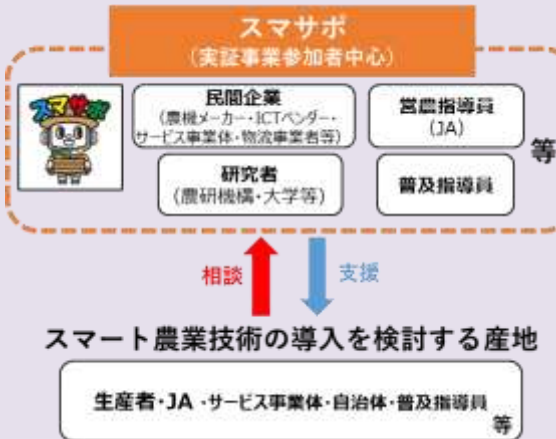 スマサポ
（実証事業参加者中心）
スマサポ
民間企業
（農機メーカー・ICTベンダー・
サービス事業体・物流事業者等）
営農指導員
（JA）
研究者
（農研機構・大学等）
普及指導員
等
相談
支援
スマート農業技術の導入を検討する産地
生産者・JA・サービス事業体・自治体・普及指導員
等